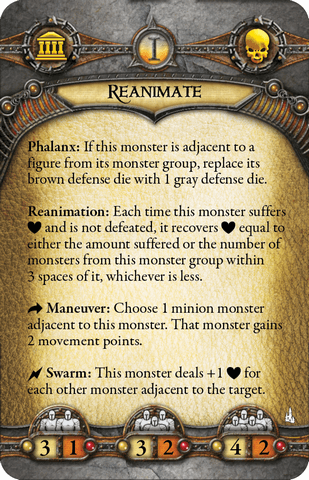 I
REANIMATE
Phalanx: If this monster is adjacent to a
figure from its monster group, replace its
brown defense die with 1 gray defense die.
Reanimation: Each time this monster suffers
and is not defeated, it recovers equal to
either the amount suffered or the number of
monsters from this monster group within
3 spaces of it, whichever is less.
Maneuver: Choose 1 minion monster
adjacent to this monster. That monster gains
2 movement points.
Swarm: This monster deals +1 for
each other monster adjacent to the target.
3 1 3 2 4 2